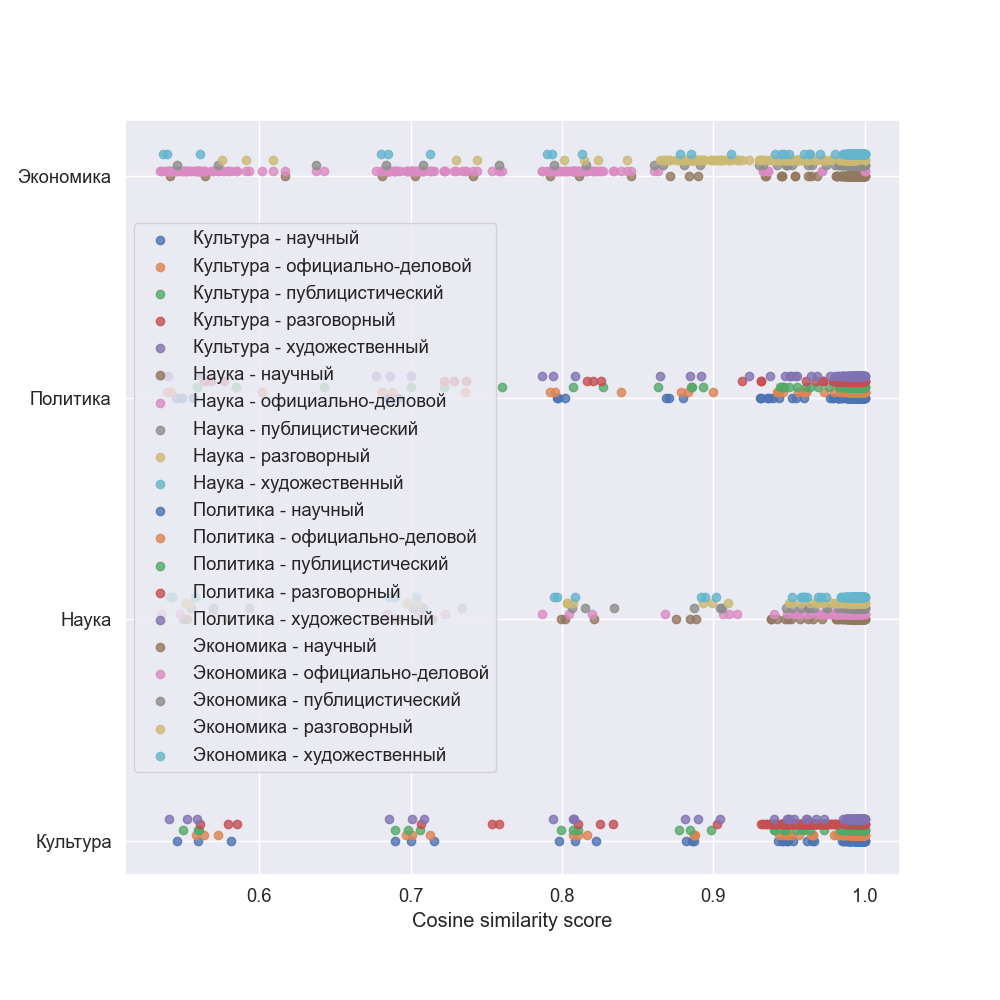 Экономика
Политика
Наука
Культура
Культура - научный
Культура - официально-деловой
Культура - публицистический
Культура - разговорный
Культура - художественный
Наука - научный
Наука - официально-деловой
Наука - публицистический
Наука - разговорный
Наука - художественный
Политика - научный
Политика - официально-деловой
Политика - публицистический
Политика - разговорный
Политика - художественный
Экономика - научный
Экономика - официально-деловой
Экономика - публицистический
Экономика - разговорный
Экономика - художественный
0.6 0.7 0.8 0.9 1.0
Cosine similarity score